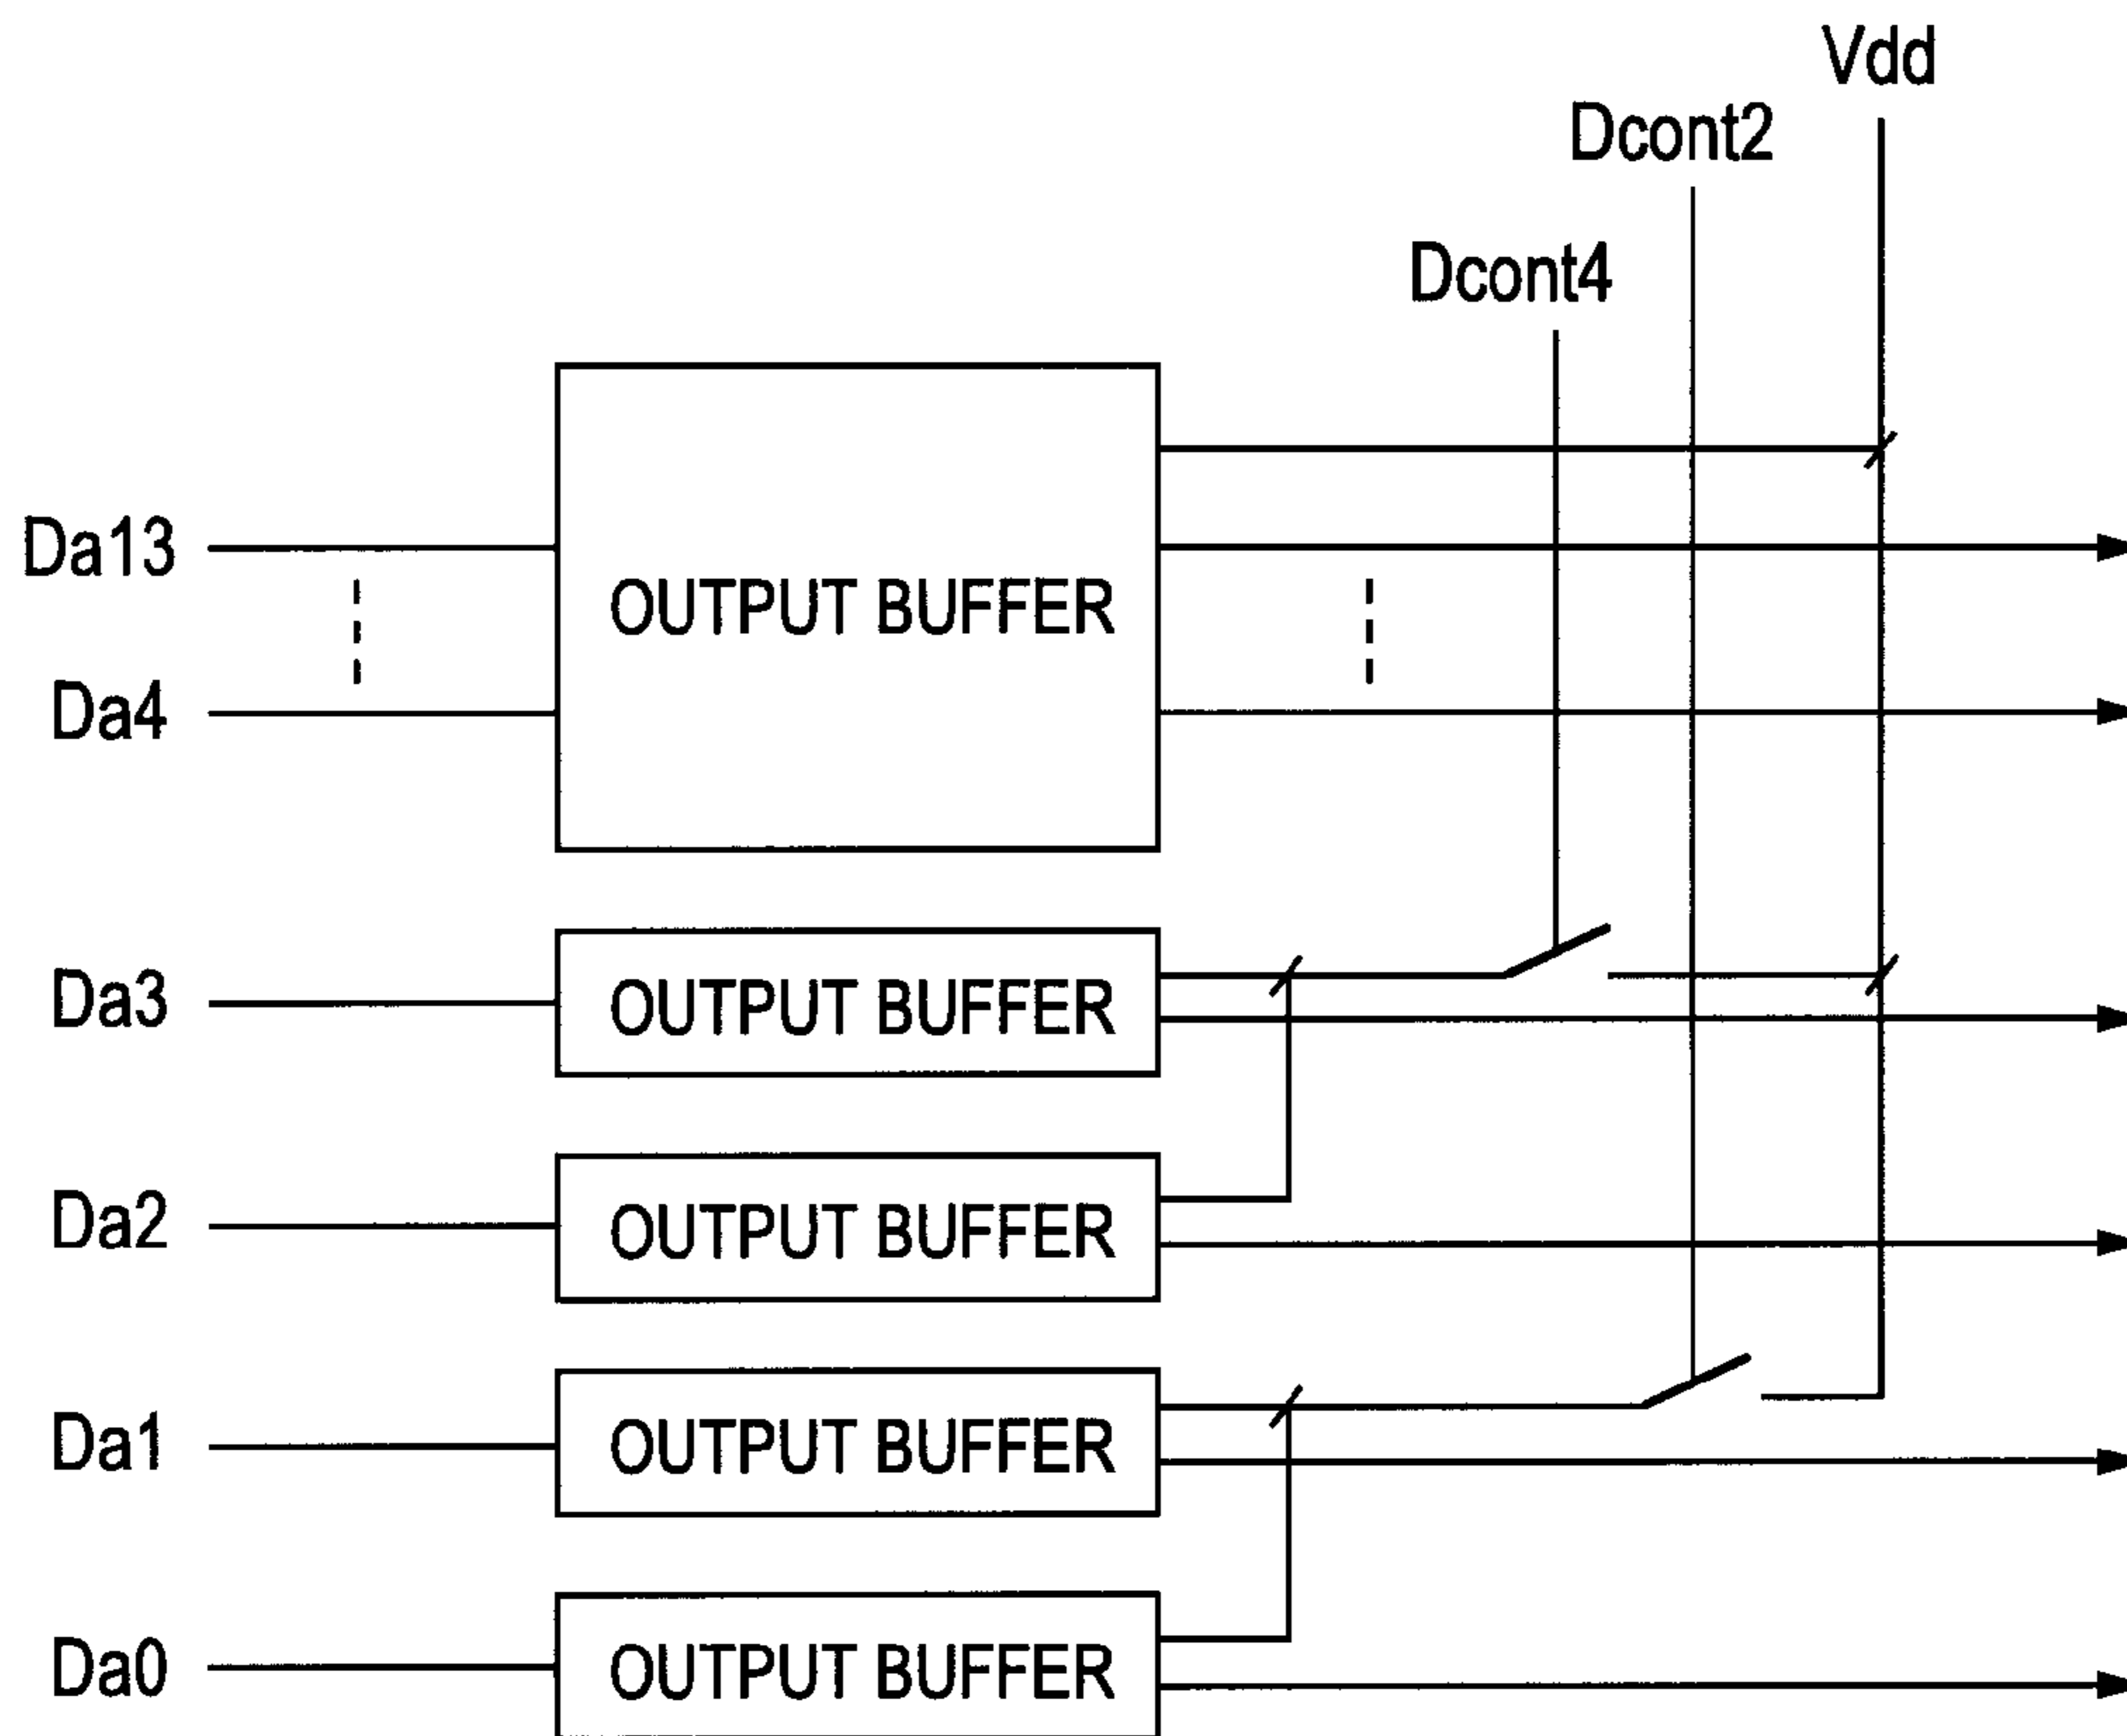 Vdd
Dcont2
Dcont4
Da13
OUTPUT BUFFER
Da4
Da3
OUTPUT BUFFER
Da2
OUTPUT BUFFER
Da1
OUTPUT BUFFER
Da0
OUTPUT BUFFER